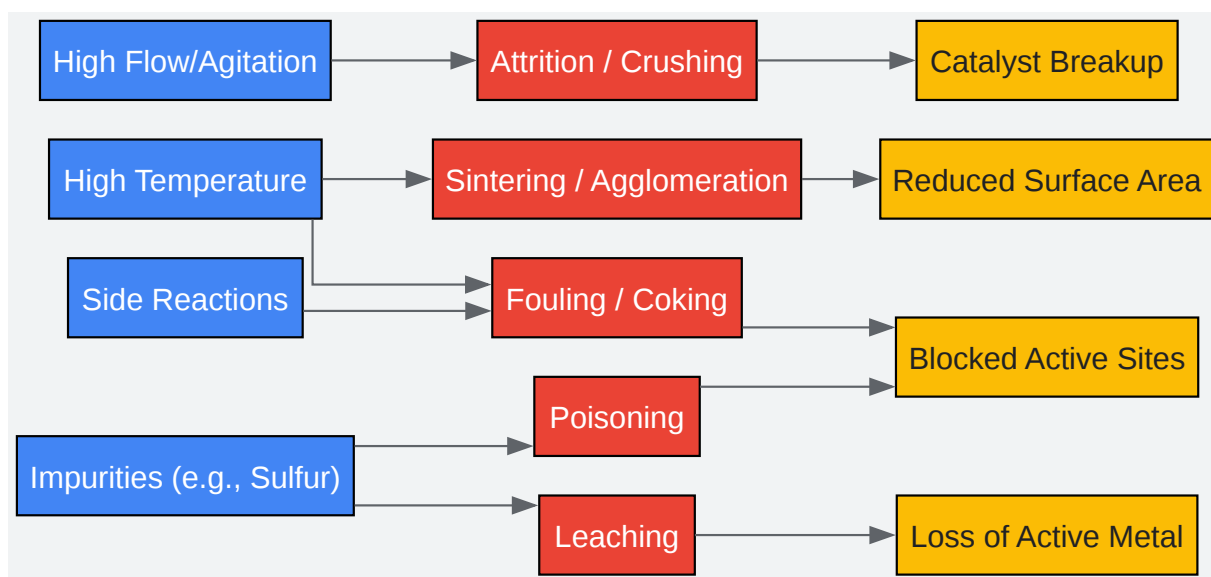 High Flow/Agitation
Attrition / Crushing
Catalyst Breakup
High Temperature
Sintering / Agglomeration
Reduced Surface Area
Side Reactions
Fouling / Coking
Blocked Active Sites
Poisoning
Impurities (e.g., Sulfur)
Leaching
Loss of Active Metal